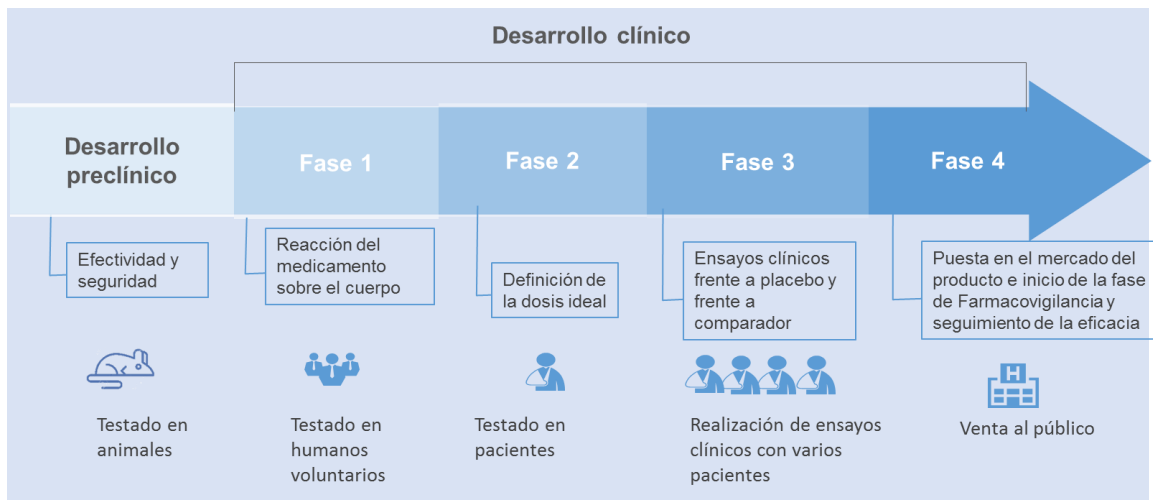 Desarrollo clínico
Desarrollo
preclínico
Fase 1
Fase 2
Fase 3
Fase 4
Efectividad y
seguridad
Reacción del
medicamento
sobre el cuerpo
Definición de
la dosis ideal
Ensayos clínicos
frente a placebo y
frente a
comparador
Puesta en el mercado del
producto e inicio de la fase
de Farmacovigilancia y
seguimiento de la eficacia
H
Testado en
animales
Testado en
humanos
voluntarios
Testado en
pacientes
Realización de ensayos
clínicos con varios
pacientes
Venta al público